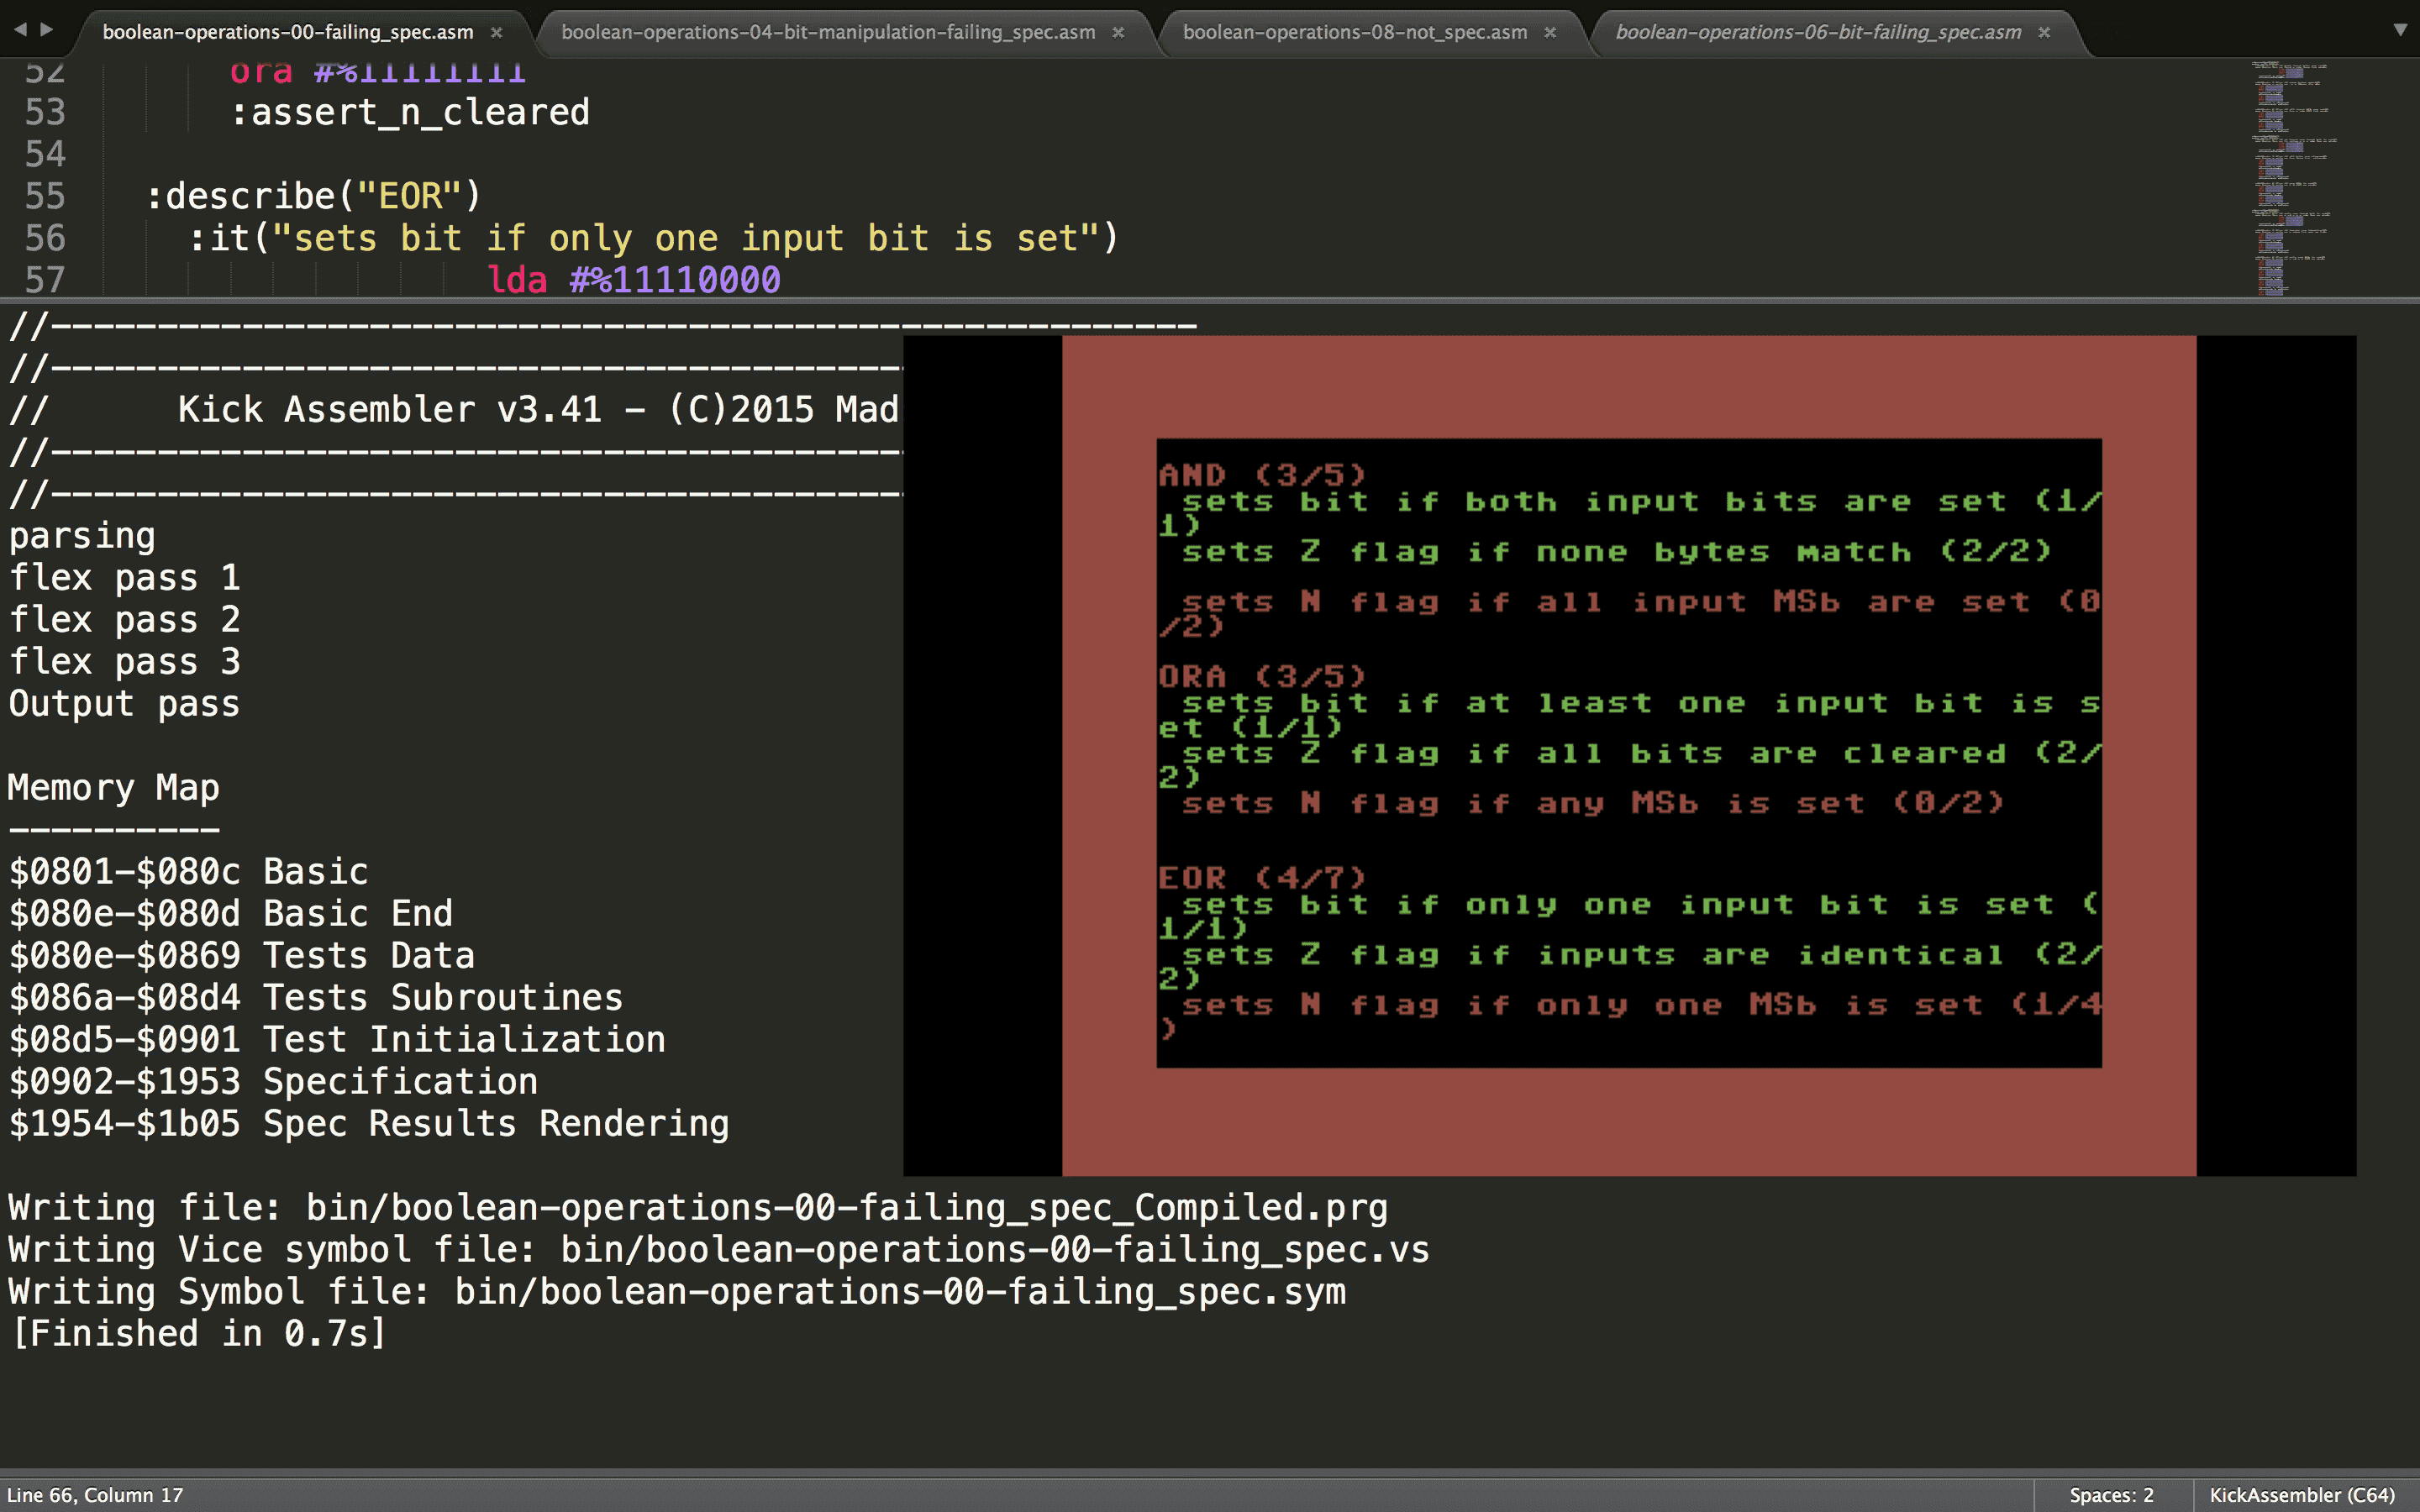 boolean-operations-00-failing_spec.asm × boolean-operations-04-bit-manipulation-failing_spec.asm × boolean-operations-08-not_spec.asm × boolean-operations-06-bit-failing_spec.asm ×
52 ora #%11111111
53 :assert_n_cleared
54
55 :describe("EOR")
56 :it("sets bit if only one input bit is set")
57 lda #%11110000
//------------------------------------------------------
//----------------------------------------
// Kick Assembler v3.41 - (C)2015 Mad
//----------------------------------------
//----------------------------------------
parsing
flex pass 1
flex pass 2
flex pass 3
Output pass
Memory Map
----------
$0801-$080c Basic
$080e-$080d Basic End
$080e-$0869 Tests Data
$086a-$08d4 Tests Subroutines
$08d5-$0901 Test Initialization
$0902-$1953 Specification
$1954-$1b05 Spec Results Rendering
AND (3/5)
sets bit if both input bits are set (1/
1)
sets Z flag if none bytes match (2/2)
sets N flag if all input MSb are set (0
/2)
ORA (3/5)
sets bit if at least one input bit is s
et (1/1)
sets Z flag if all bits are cleared (2/
2)
sets N flag if any MSb is set (0/2)
EOR (4/7)
sets bit if only one input bit is set (
1/1)
sets Z flag if inputs are identical (2/
2)
sets N flag if only one MSb is set (1/4
)
Writing file: bin/boolean-operations-00-failing_spec_Compiled.prg
Writing Vice symbol file: bin/boolean-operations-00-failing_spec.vs
Writing Symbol file: bin/boolean-operations-00-failing_spec.sym
[Finished in 0.7s]
Line 66, Column 17 Spaces: 2 KickAssembler (C64)